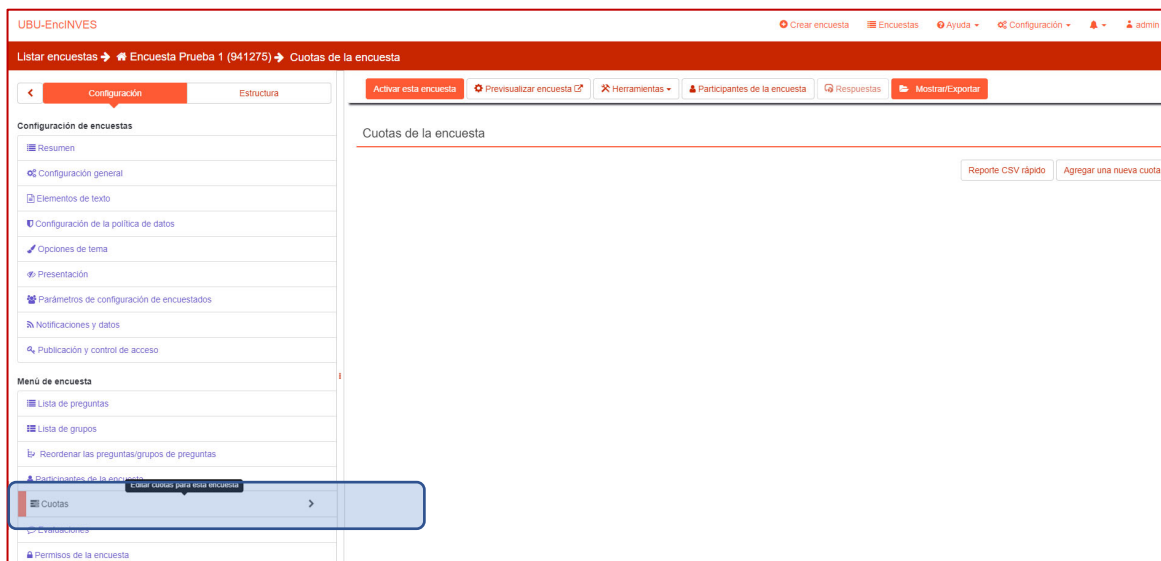 UBU-EncINVES
Crear encuesta Encuestas Ayuda Configuración admin
Listar encuestas Encuesta Prueba 1 (941275) Cuotas de la encuesta
Configuración Estructura
Activar esta encuesta Previsualizar encuesta Herramientas Participantes de la encuesta Respuestas Mostrar/Exportar
Configuración de encuestas
Cuotas de la encuesta
Resumen
Reporte CSV rápido Agregar una nueva cuota
Configuración general
Elementos de texto
Configuración de la política de datos
Opciones de tema
Presentación
Parámetros de configuración de encuestados
Notificaciones y datos
Publicación y control de acceso
Menú de encuesta
Lista de preguntas
Lista de grupos
Reordenar las preguntas/grupos de preguntas
Participantes de la encuesta
Editar cuotas para esta encuesta
Cuotas
Evaluaciones
Permisos de la encuesta